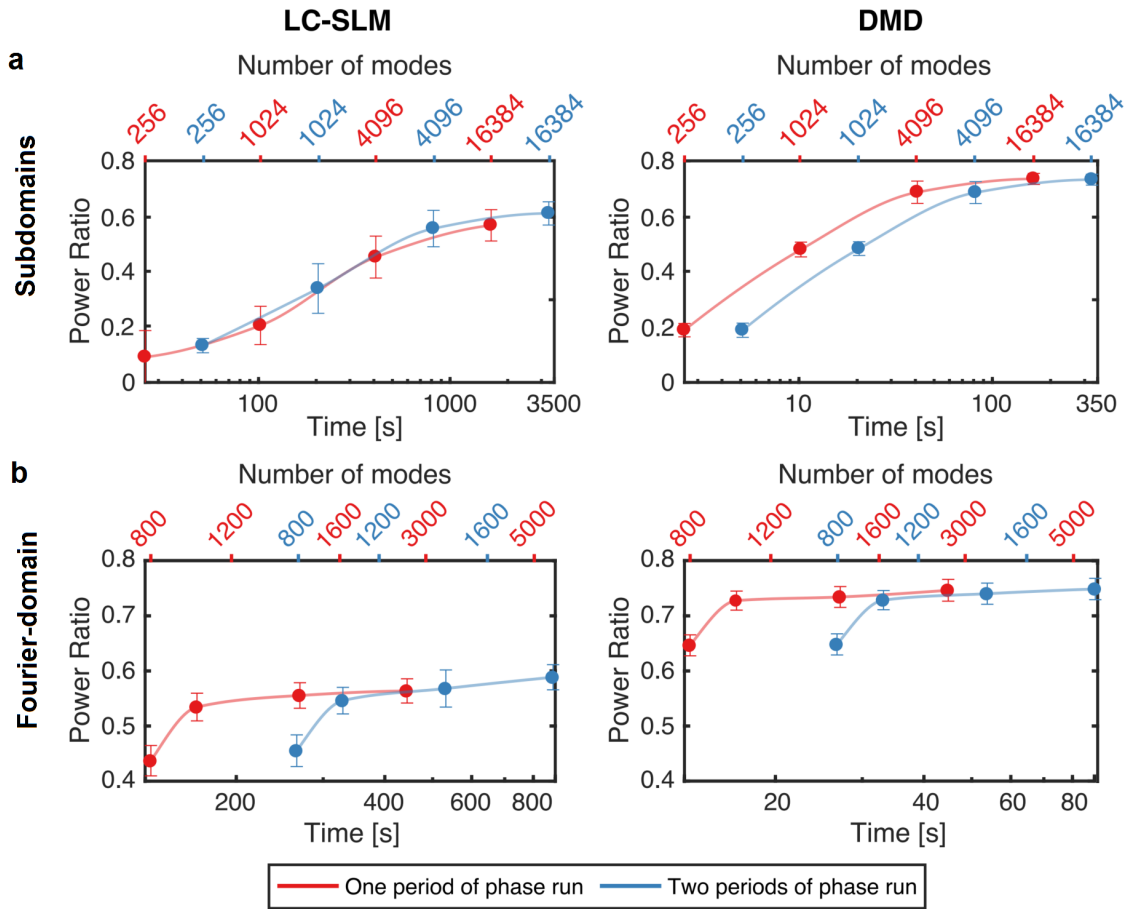 LC-SLM DMD
a
Number of modes Number of modes
256 256 1024 1024 4096 4096 16384 16384 256 256 1024 1024 4096 4096 16384 16384
Subdomains
Power Ratio
0.8
0.6
0.4
0.2
0
Power Ratio
0.8
0.6
0.4
0.2
0
100 1000 3500 10 100 350
Time [s] Time [s]
b
Number of modes Number of modes
800 1200 800 1600 1200 3000 1600 5000 800 1200 800 1600 1200 3000 1600 5000
Fourier-domain
Power Ratio
0.8
0.7
0.6
0.5
0.4
Power Ratio
0.8
0.7
0.6
0.5
0.4
200 400 600 800 20 40 60 80
Time [s] Time [s]
One period of phase run Two periods of phase run